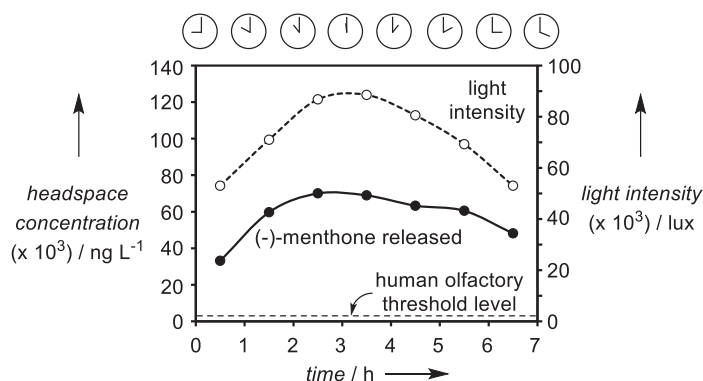 140
120
100
80
60
40
20
0
100
80
60
40
20
0
0 1 2 3 4 5 6 7
headspace
concentration
(x 10³) / ng L⁻¹
light
intensity
(-)-menthone released
human olfactory
threshold level
light intensity
(x 10³) / lux
time / h